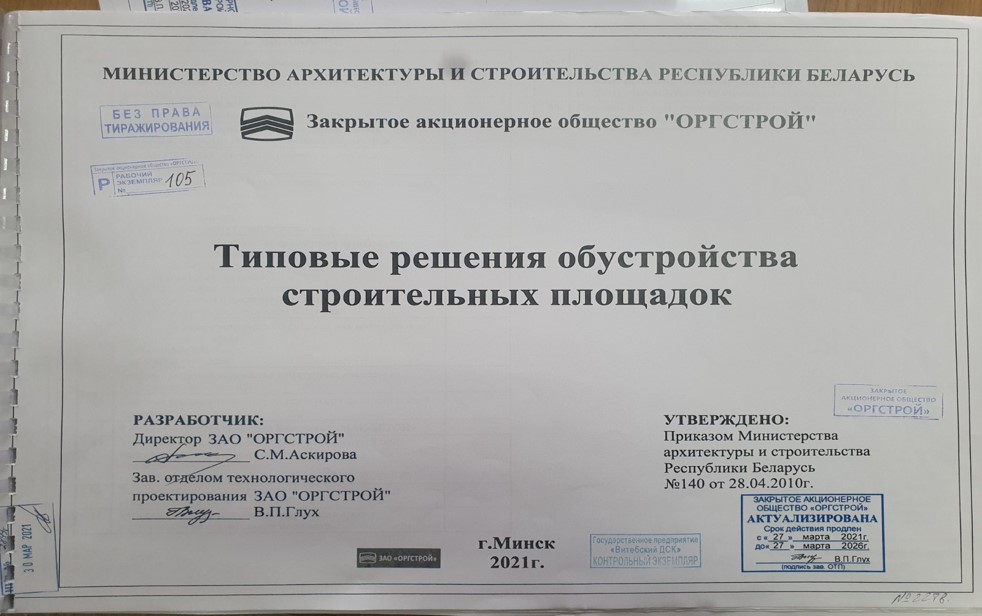 МИНИСТЕРСТВО АРХИТЕКТУРЫ И СТРОИТЕЛЬСТВА РЕСПУБЛИКИ БЕЛАРУСЬ
БЕЗ ПРАВА
ТИРАЖИРОВАНИЯ
Закрытое акционерное общество "ОРГСТРОЙ"
Р
РАБОЧИЙ
ЭКЗЕМПЛЯР
№ 105
Типовые решения обустройства
строительных площадок
ЗАКРЫТОЕ
АКЦИОНЕРНОЕ ОБЩЕСТВО
«ОРГСТРОЙ»
РАЗРАБОТЧИК:
Директор ЗАО "ОРГСТРОЙ"
С.М.Аскирова
Зав. отделом технологического
проектирования ЗАО "ОРГСТРОЙ"
В.П.Глух
УТВЕРЖДЕНО:
Приказом Министерства
архитектуры и строительства
Республики Беларусь
№140 от 28.04.2010г.
ЗАКРЫТОЕ АКЦИОНЕРНОЕ
ОБЩЕСТВО «ОРГСТРОЙ»
АКТУАЛИЗИРОВАНА
Срок действия продлен
с « 27 » марта 2021г.
до « 27 » марта 2026г.
В.П.Глух
(подпись зав. ОТП)
30 МАР 2021
ЗАО «ОРГСТРОЙ»
г.Минск
2021г.
Государственное предприятие
«Витебский ДСК»
КОНТРОЛЬНЫЙ ЭКЗЕМПЛЯР